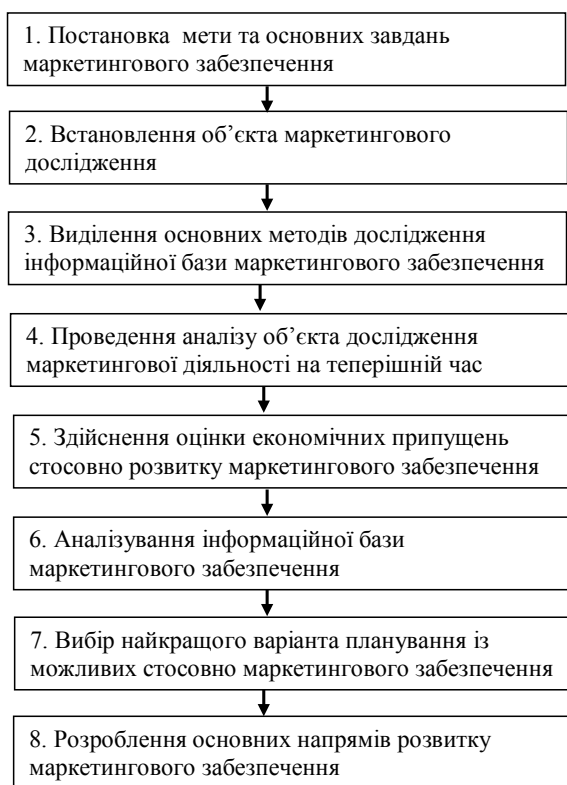 1. Постановка мети та основних завдань
маркетингового забезпечення
2. Встановлення об’єкта маркетингового
дослідження
3. Виділення основних методів дослідження
інформаційної бази маркетингового забезпечення
4. Проведення аналізу об’єкта дослідження
маркетингової діяльності на теперішній час
5. Здійснення оцінки економічних припущень
стосовно розвитку маркетингового забезпечення
6. Аналізування інформаційної бази
маркетингового забезпечення
7. Вибір найкращого варіанта планування із
можливих стосовно маркетингового забезпечення
8. Розроблення основних напрямів розвитку
маркетингового забезпечення